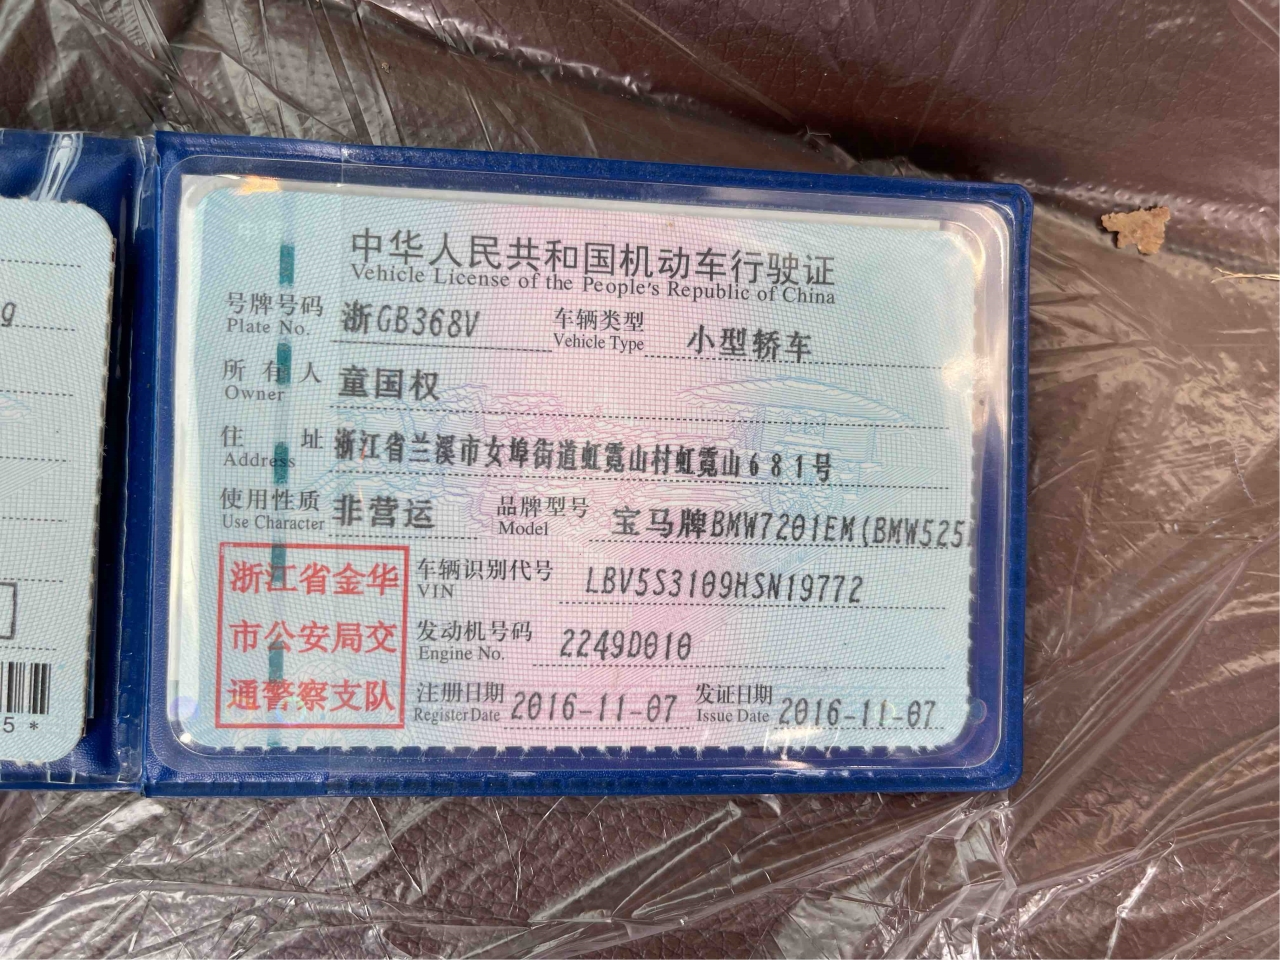 中华人民共和国机动车行驶证
Vehicle License of the People's Republic of China
号牌号码 浙GB368V 车辆类型 小型轿车
Plate No. Vehicle Type
所有人 童国权
Owner
住址 浙江省兰溪市女埠街道虹霓山村虹霓山681号
Address
使用性质 非营运 品牌型号 宝马牌BMW7201EM(BMW525
Use Character Model
浙江省金华
市公安局交
通警察支队
车辆识别代号 LBV5S3109HSN19772
VIN
发动机号码 2249D010
Engine No.
注册日期 2016-11-07 发证日期 2016-11-07
Register Date Issue Date
g
5*